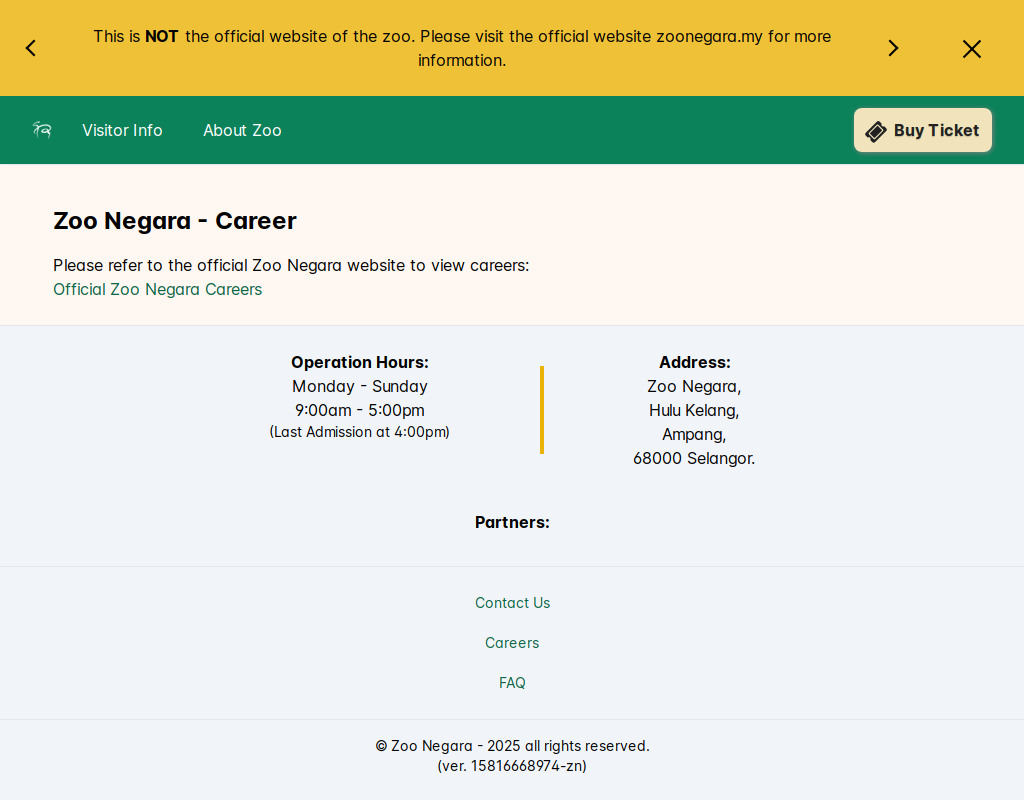 This is NOT the official website of the zoo. Please visit the official website zoonegara.my for more
information.
Visitor Info
About Zoo
Buy Ticket
Zoo Negara - Career
Please refer to the official Zoo Negara website to view careers:
Official Zoo Negara Careers
Operation Hours:
Monday - Sunday
9:00am - 5:00pm
(Last Admission at 4:00pm)
Address:
Zoo Negara,
Hulu Kelang,
Ampang,
68000 Selangor.
Partners:
Contact Us
Careers
FAQ
© Zoo Negara - 2025 all rights reserved.
(ver. 15816668974-zn)